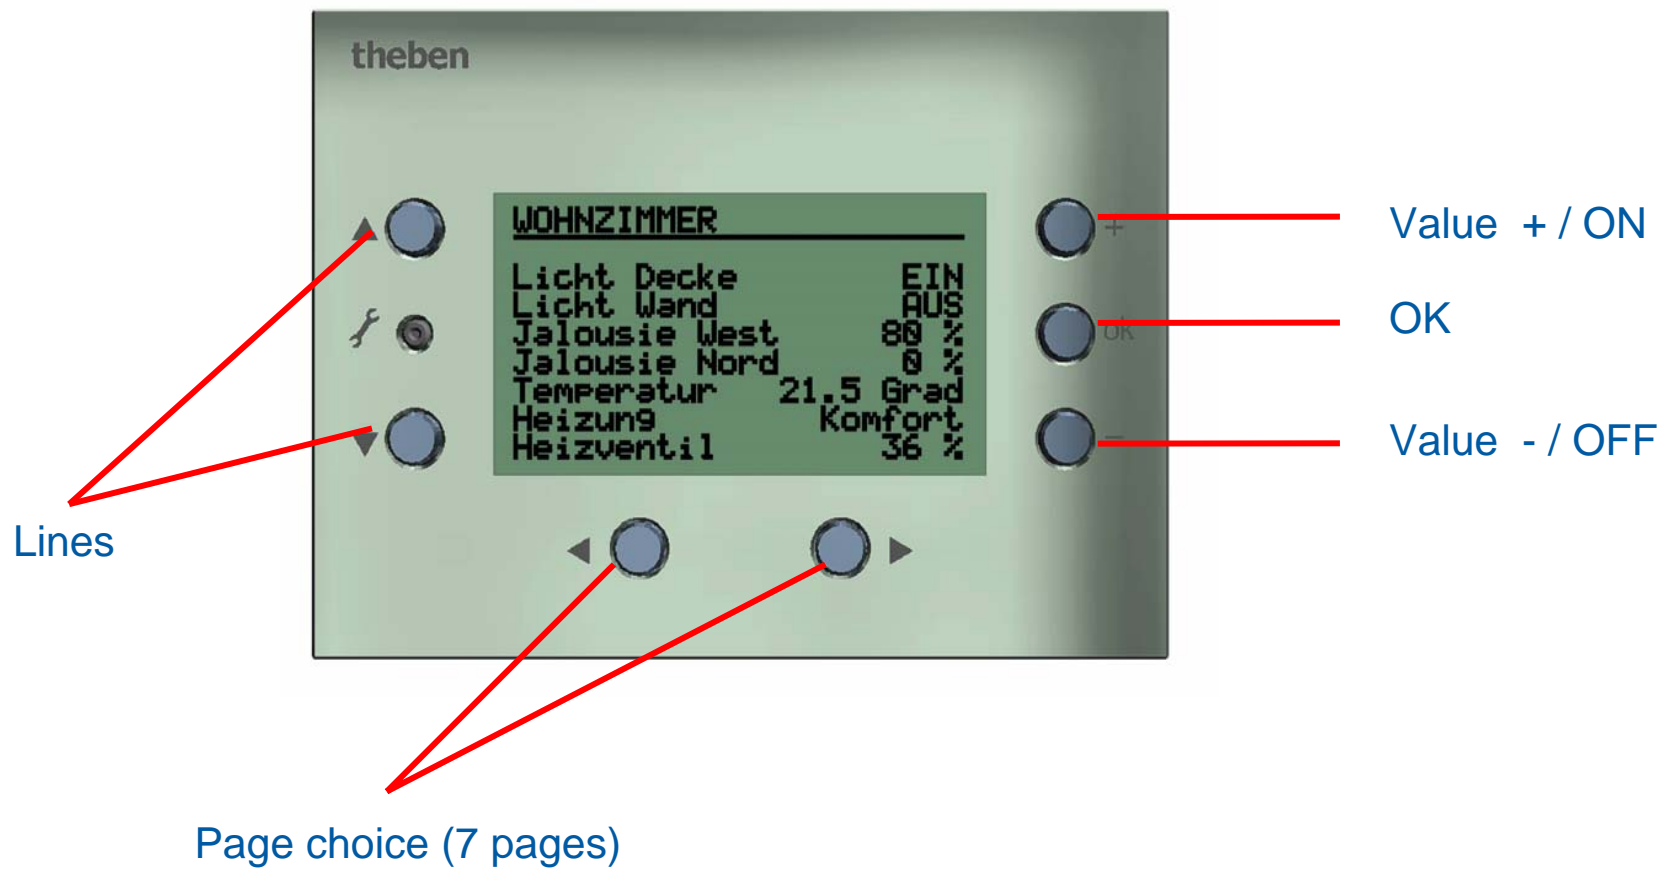 theben
WOHNZIMMER
Licht Decke EIN
Licht Wand AUS
Jalousie West 80 %
Jalousie Nord 0 %
Temperatur 21.5 Grad
Heizung Komfort
Heizventil 36 %
+
ok
-
Value + / ON
OK
Value - / OFF
Lines
Page choice (7 pages)